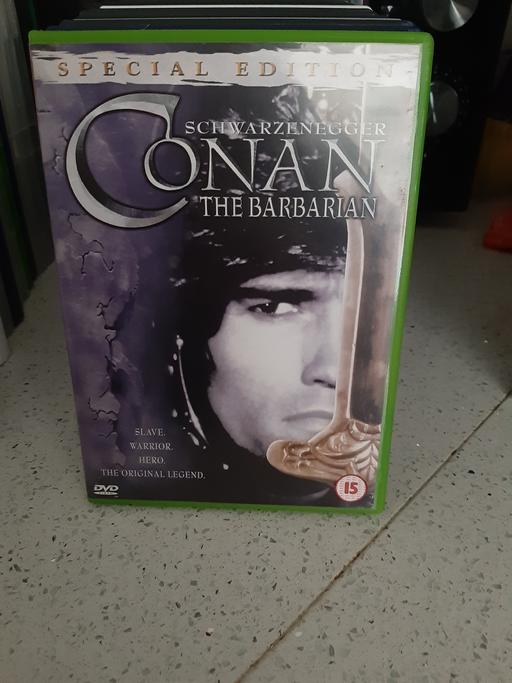 SPECIAL EDITION
SCHWARZENEGGER
CONAN
THE BARBARIAN
SLAVE.
WARRIOR.
HERO.
THE ORIGINAL LEGEND.
DVD
15